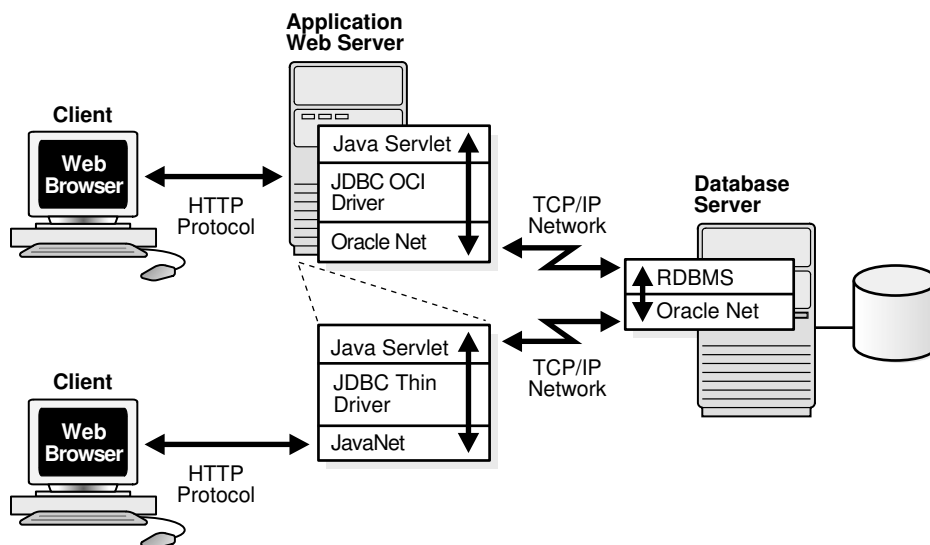 Application
Web Server
Client
Web
Browser
HTTP
Protocol
Java Servlet
JDBC OCI
Driver
Oracle Net
TCP/IP
Network
Database
Server
RDBMS
Oracle Net
Java Servlet
JDBC Thin
Driver
JavaNet
TCP/IP
Network
Client
Web
Browser
HTTP
Protocol